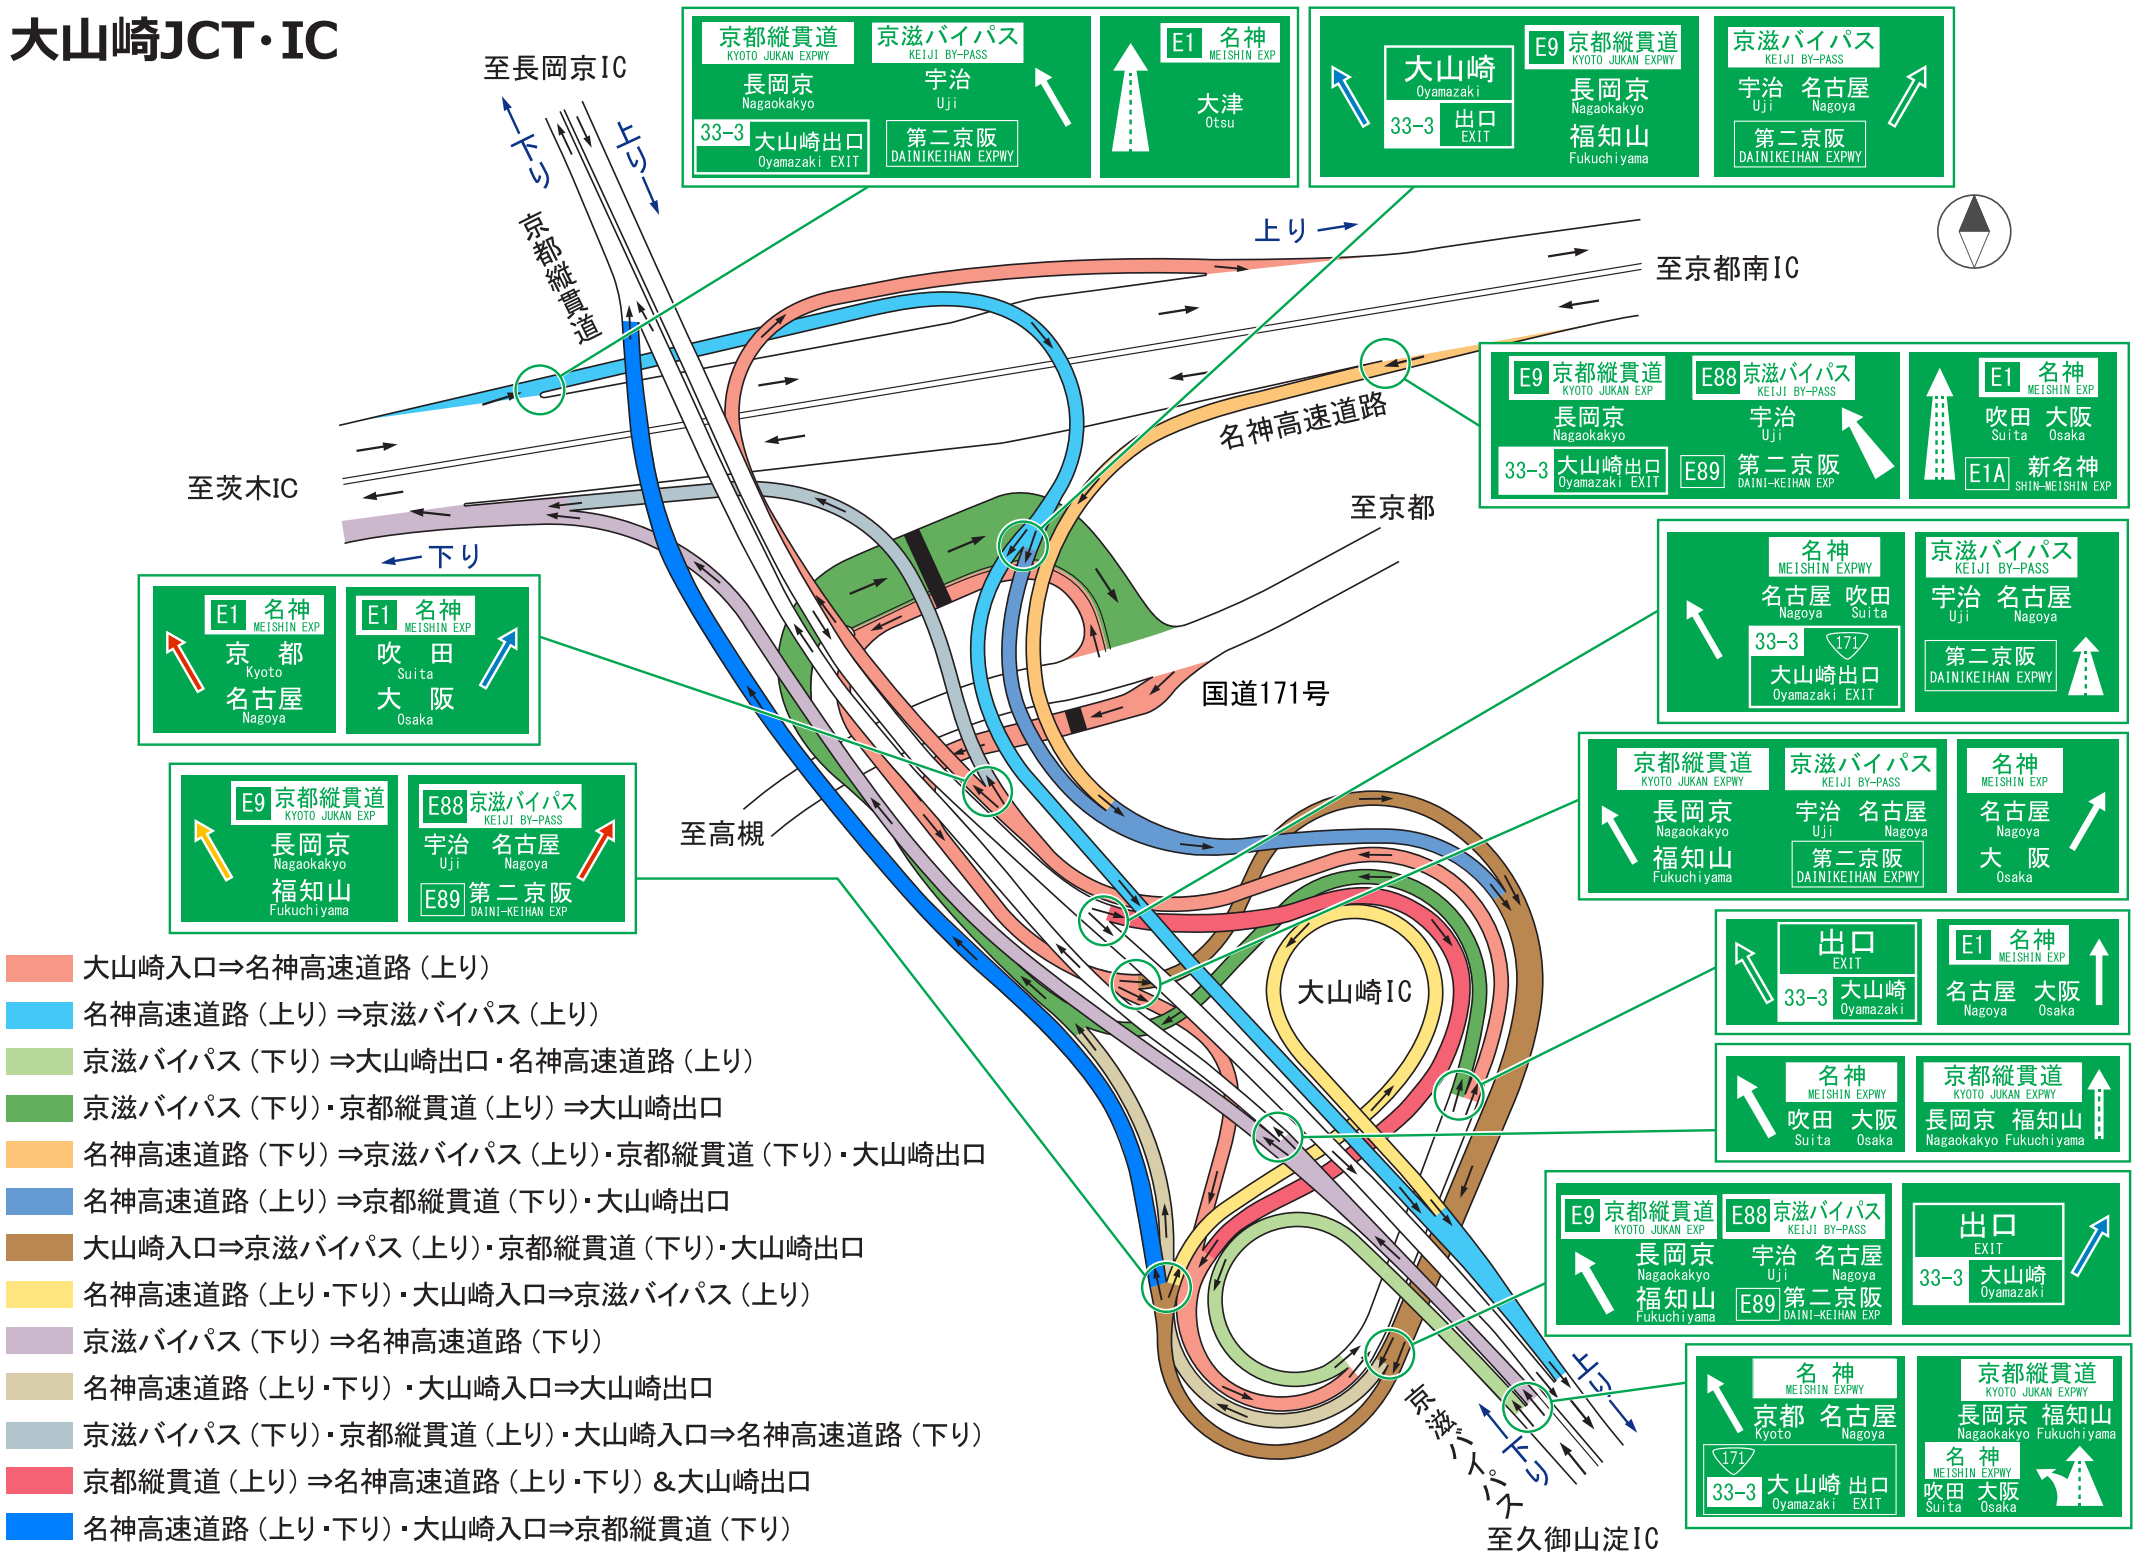 大山崎JCT・IC
至長岡京IC
下り
上り
京都縦貫道
京都縦貫道
KYOTO JUKAN EXPWY
長岡京
Nagaokakyo
33-3
大山崎出口
Oyamazaki EXIT
京滋バイパス
KEIJI BY-PASS
宇治
Uji
第二京阪
DAINIKEIHAN EXPWY
E1 名神
MEISHIN EXP
大津
Otsu
大山崎
Oyamazaki
33-3 出口
EXIT
E9 京都縦貫道
KYOTO JUKAN EXPWY
長岡京
Nagaokakyo
福知山
Fukuchiyama
京滋バイパス
KEIJI BY-PASS
宇治 名古屋
Uji Nagoya
第二京阪
DAINIKEIHAN EXPWY
上り
至京都南IC
E9 京都縦貫道
KYOTO JUKAN EXP
長岡京
Nagaokakyo
33-3 大山崎出口
Oyamazaki EXIT
E88 京滋バイパス
KEIJI BY-PASS
宇治
Uji
E89 第二京阪
DAINI-KEIHAN EXP
E1 名神
MEISHIN EXP
吹田 大阪
Suita Osaka
E1A 新名神
SHIN-MEISHIN EXP
名神高速道路
至茨木IC
下り
至京都
国道171号
至高槻
大山崎IC
名神
MEISHIN EXPWY
名古屋 吹田
Nagoya Suita
33-3 171
大山崎出口
Oyamazaki EXIT
京滋バイパス
KEIJI BY-PASS
宇治 名古屋
Uji Nagoya
第二京阪
DAINIKEIHAN EXPWY
E1 名神
MEISHIN EXP
京 都
Kyoto
名古屋
Nagoya
E1 名神
MEISHIN EXP
吹 田
Suita
大 阪
Osaka
京都縦貫道
KYOTO JUKAN EXPWY
長岡京
Nagaokakyo
福知山
Fukuchiyama
京滋バイパス
KEIJI BY-PASS
宇治 名古屋
Uji Nagoya
第二京阪
DAINIKEIHAN EXPWY
名神
MEISHIN EXP
名古屋
Nagoya
大 阪
Osaka
E9 京都縦貫道
KYOTO JUKAN EXP
長岡京
Nagaokakyo
福知山
Fukuchiyama
E88 京滋バイパス
KEIJI BY-PASS
宇治 名古屋
Uji Nagoya
E89 第二京阪
DAINI-KEIHAN EXP
出口
EXIT
33-3 大山崎
Oyamazaki
E1 名神
MEISHIN EXP
名古屋 大阪
Nagoya Osaka
名神
MEISHIN EXPWY
吹田 大阪
Suita Osaka
京都縦貫道
KYOTO JUKAN EXPWY
長岡京 福知山
Nagaokakyo Fukuchiyama
E9 京都縦貫道
KYOTO JUKAN EXP
長岡京
Nagaokakyo
福知山
Fukuchiyama
E88 京滋バイパス
KEIJI BY-PASS
宇治 名古屋
Uji Nagoya
E89 第二京阪
DAINI-KEIHAN EXP
出口
EXIT
33-3 大山崎
Oyamazaki
名 神
MEISHIN EXPWY
京都 名古屋
Kyoto Nagoya
171
33-3 大山崎 出口
Oyamazaki EXIT
京都縦貫道
KYOTO JUKAN EXPWY
長岡京 福知山
Nagaokakyo Fukuchiyama
名 神
MEISHIN EXPWY
吹田 大阪
Suita Osaka
上り
下り
京滋バイパス
至久御山淀IC
大山崎入口⇒名神高速道路(上り)
名神高速道路(上り)⇒京滋バイパス(上り)
京滋バイパス(下り)⇒大山崎出口・名神高速道路(上り)
京滋バイパス(下り)・京都縦貫道(上り)⇒大山崎出口
名神高速道路(下り)⇒京滋バイパス(上り)・京都縦貫道(下り)・大山崎出口
名神高速道路(上り)⇒京都縦貫道(下り)・大山崎出口
大山崎入口⇒京滋バイパス(上り)・京都縦貫道(下り)・大山崎出口
名神高速道路(上り・下り)・大山崎入口⇒京滋バイパス(上り)
京滋バイパス(下り)⇒名神高速道路(下り)
名神高速道路(上り・下り)・大山崎入口⇒大山崎出口
京滋バイパス(下り)・京都縦貫道(上り)・大山崎入口⇒名神高速道路(下り)
京都縦貫道(上り)⇒名神高速道路(上り・下り)&大山崎出口
名神高速道路(上り・下り)・大山崎入口⇒京都縦貫道(下り)